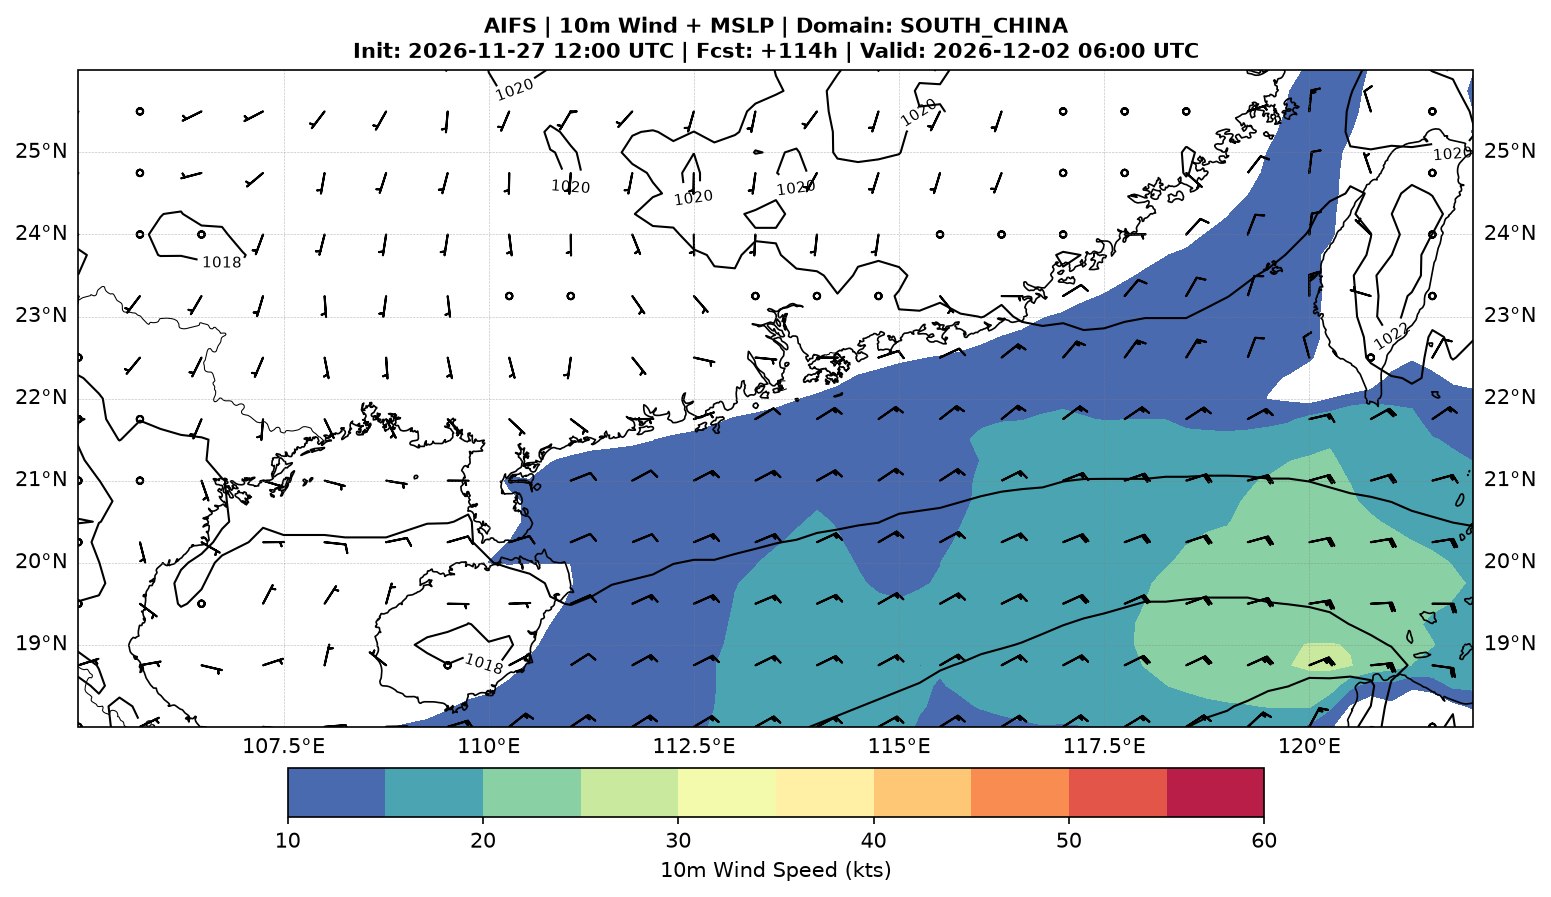 AIFS | 10m Wind + MSLP | Domain: SOUTH_CHINA
Init: 2026-11-27 12:00 UTC | Fcst: +114h | Valid: 2026-12-02 06:00 UTC
1020
1020
25°N
25°N
1020
1020
1020
1020
24°N
24°N
1018
23°N
23°N
1022
22°N
22°N
21°N
21°N
20°N
20°N
19°N
19°N
1018
107.5°E
110°E
112.5°E
115°E
117.5°E
120°E
10
20
30
40
50
60
10m Wind Speed (kts)